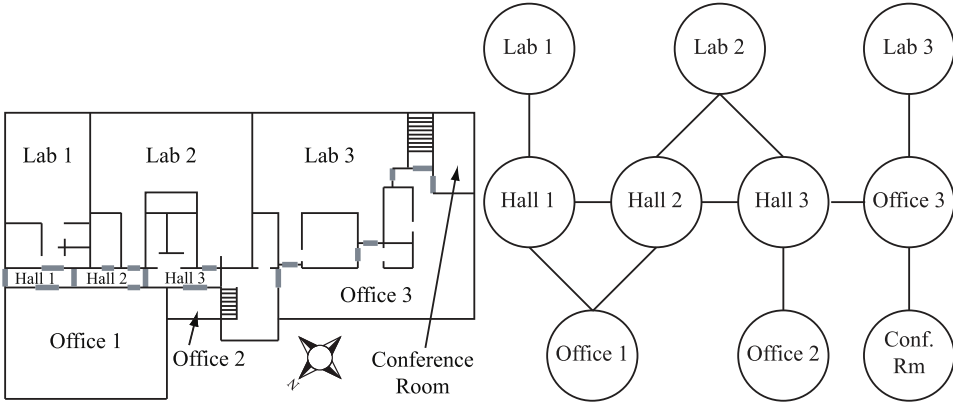 Lab 1
Lab 2
Lab 3
Hall 1
Hall 2
Hall 3
Office 1
Office 2
Office 3
N
Conference
Room
Lab 1
Lab 2
Lab 3
Hall 1
Hall 2
Hall 3
Office 3
Office 1
Office 2
Conf.
Rm